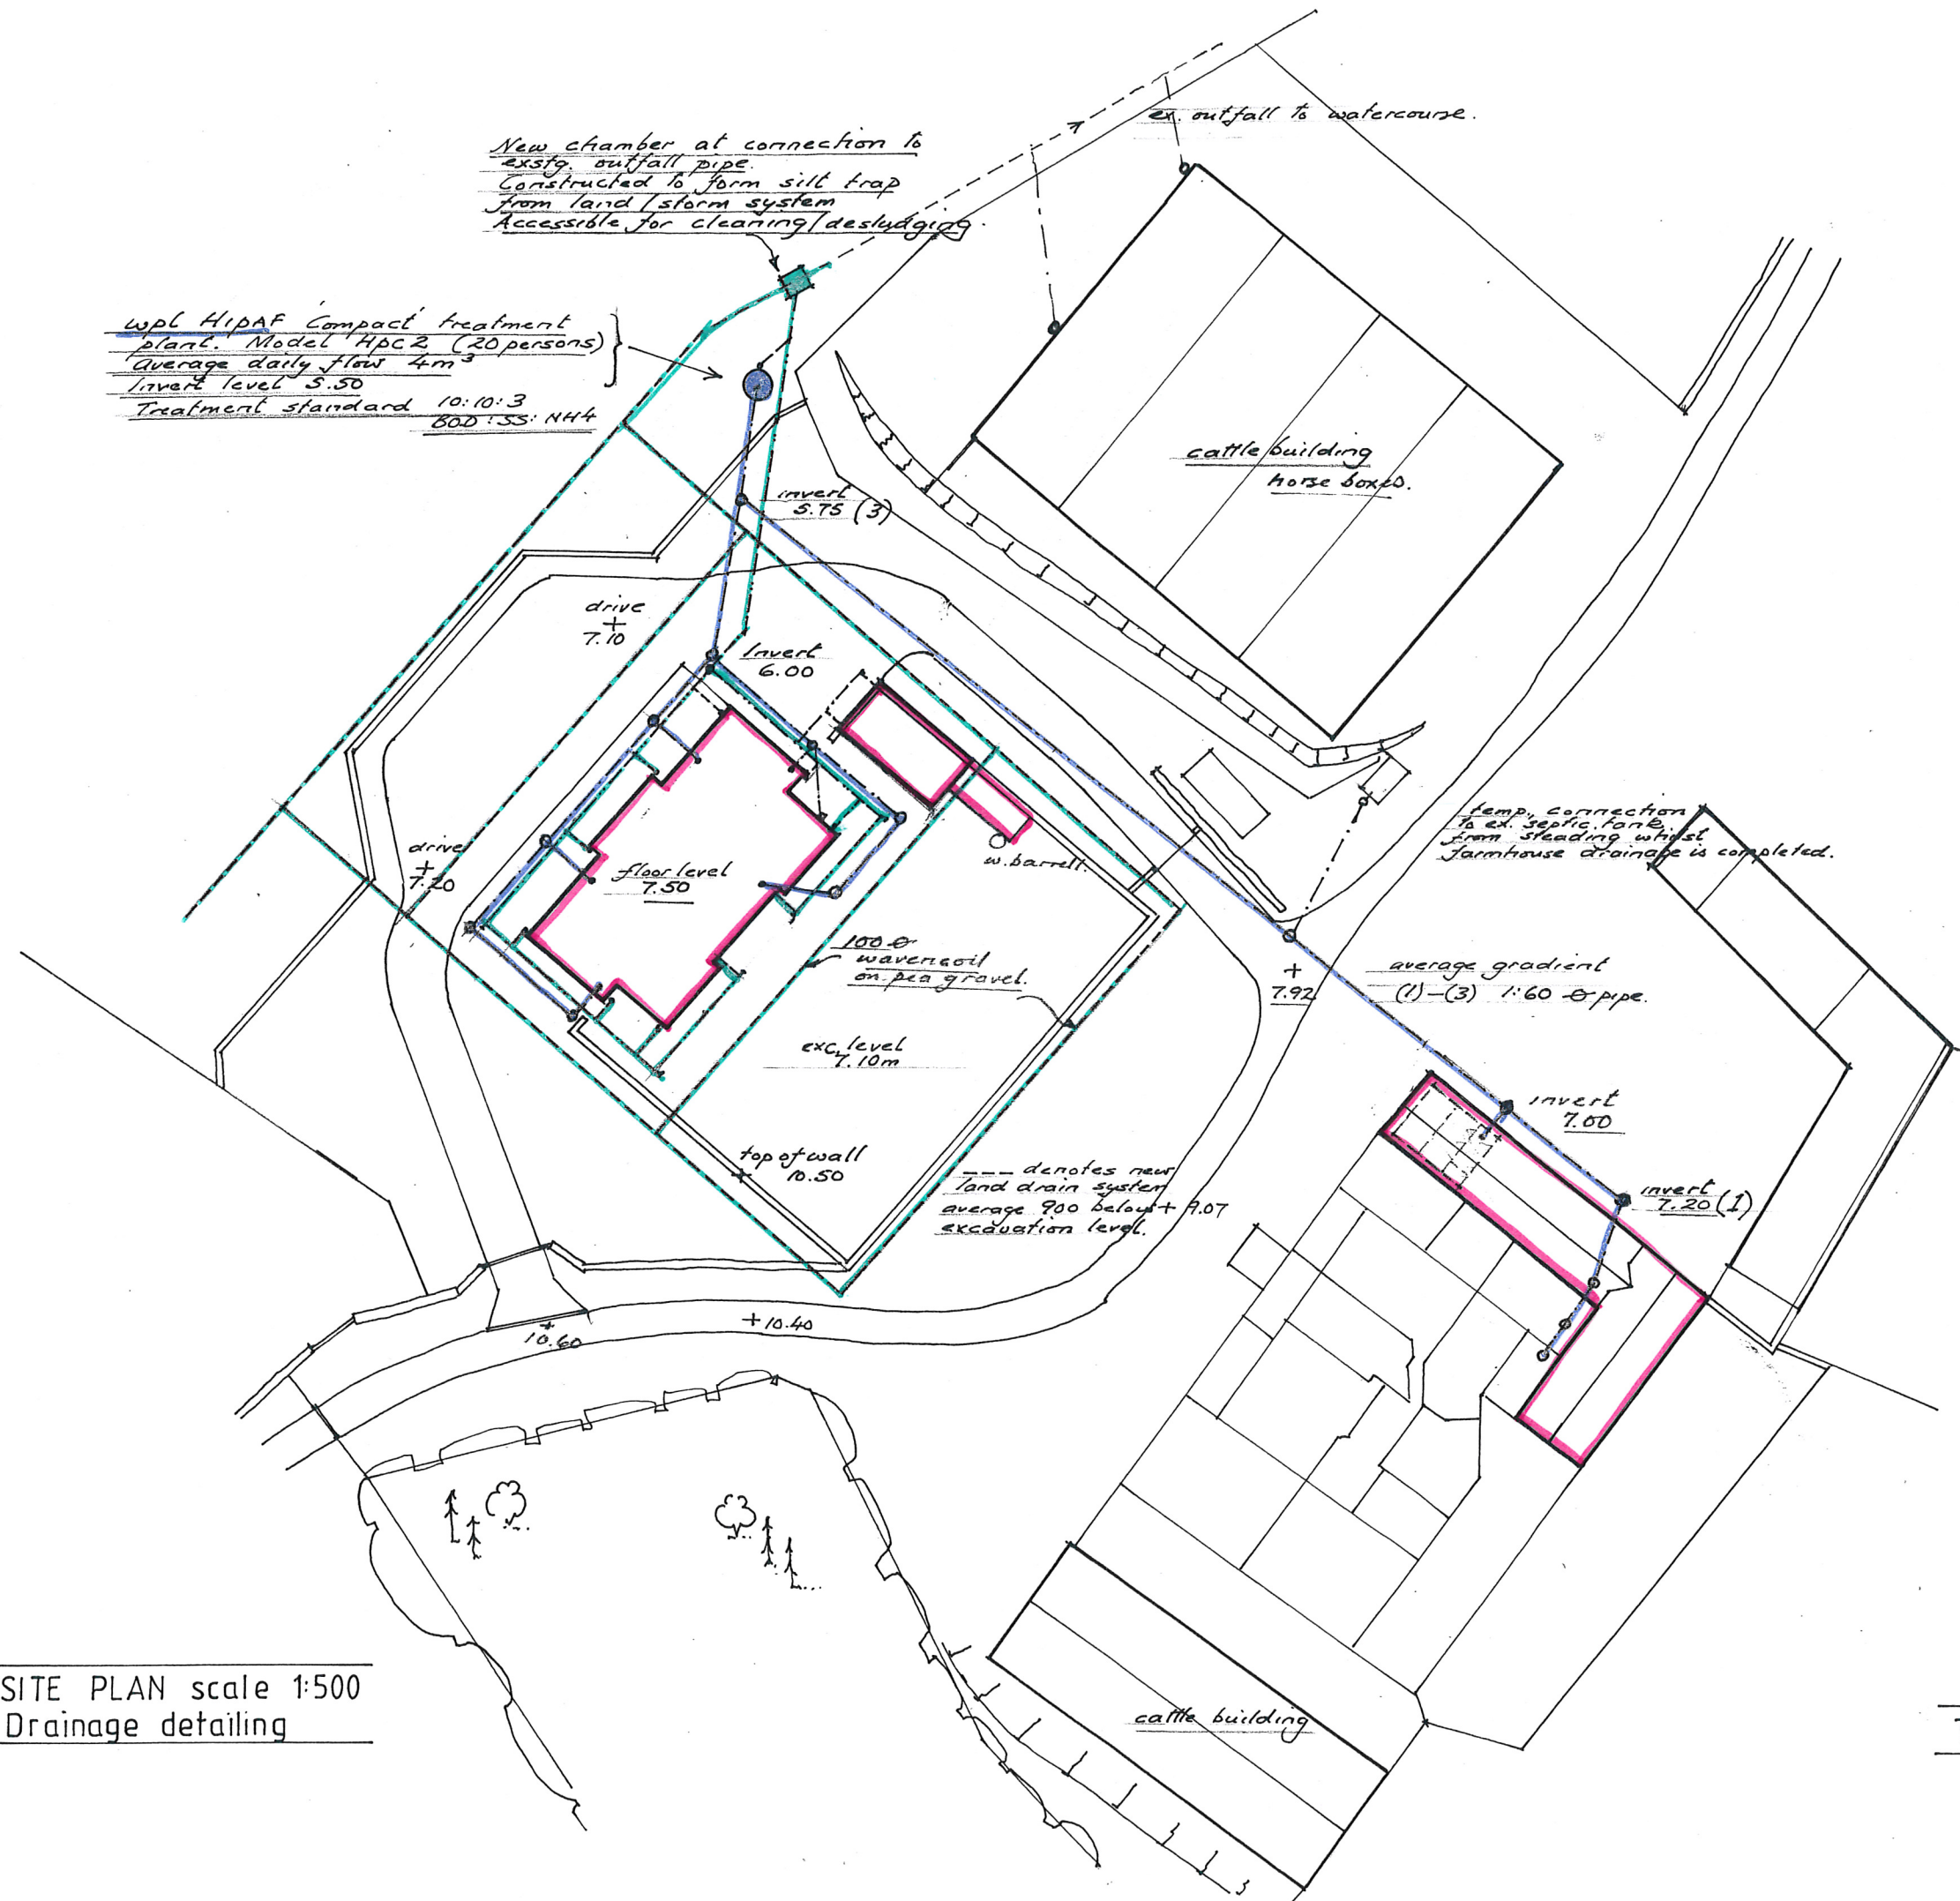 ex. outfall to watercourse.
New chamber at connection to
exstg. outfall pipe.
Constructed to form silt trap
from land/storm system
Accessible for cleaning/desludging.
wpl HipAF 'Compact' treatment
plant. Model Hpc 2 (20 persons)
Average daily flow 4m³
Invert level 5.50
Treatment standard 10:10:3
BOD:SS:NH4
cattle building
horse boxes.
invert
5.75 (3)
drive
+
7.10
Invert
6.00
drive
+
7.20
floor level
7.50
w.barrell.
temp. connection
to ex. septic tank
from steading whilst
farmhouse drainage is completed.
100 ⌀
wavencoil
on pea gravel.
+
7.92
average gradient
(1)-(3) 1:60 ⌀ pipe.
exc. level
7.10m
invert
7.00
top of wall
10.50
--- denotes new
land drain system
average 900 below
excavation level.
+ 9.07
invert
7.20 (1)
+ 10.40
+
10.60
SITE PLAN scale 1:500
Drainage detailing
cattle building